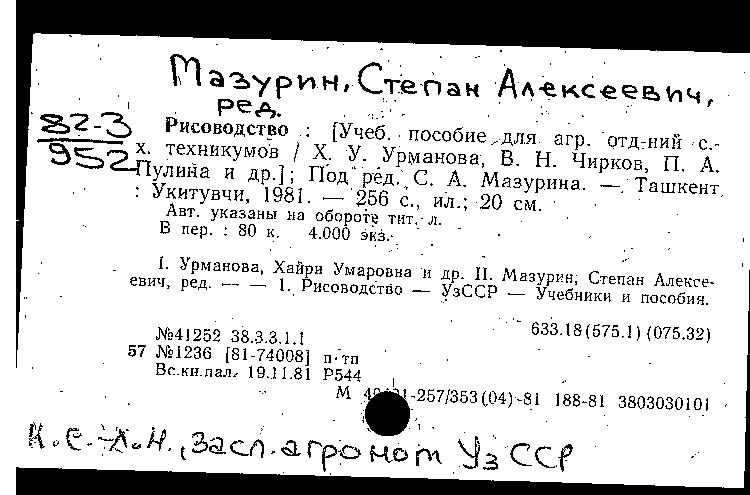 Мазурин, Степан Алексеевич,
ред.
82-3
952
Рисоводство : [Учеб. пособие для агр. отд-ний с.-
х. техникумов / Х. У. Урманова, В. Н. Чирков, П. А.
Пулина и др.]; Под ред. С. А. Мазурина. — Ташкент
: Укитувчи, 1981. — 256 с., ил.; 20 см.
Авт. указаны на обороте тит. л.
В пер. : 80 к. 4.000 экз.
I. Урманова, Хайри Умаровна и др. II. Мазурин, Степан Алексе-
евич, ред. — — 1. Рисоводство — УзССР — Учебники и пособия.
633.18(575.1)(075.32)
№41252 38.3.3.1.1
57 №1236 [81-74008] п·тп
Вс.кн.пал. 19.11.81 Р544
М -257/353(04)-81 188-81 3803030101
к.с.-х.н., засл. агроном УзССР